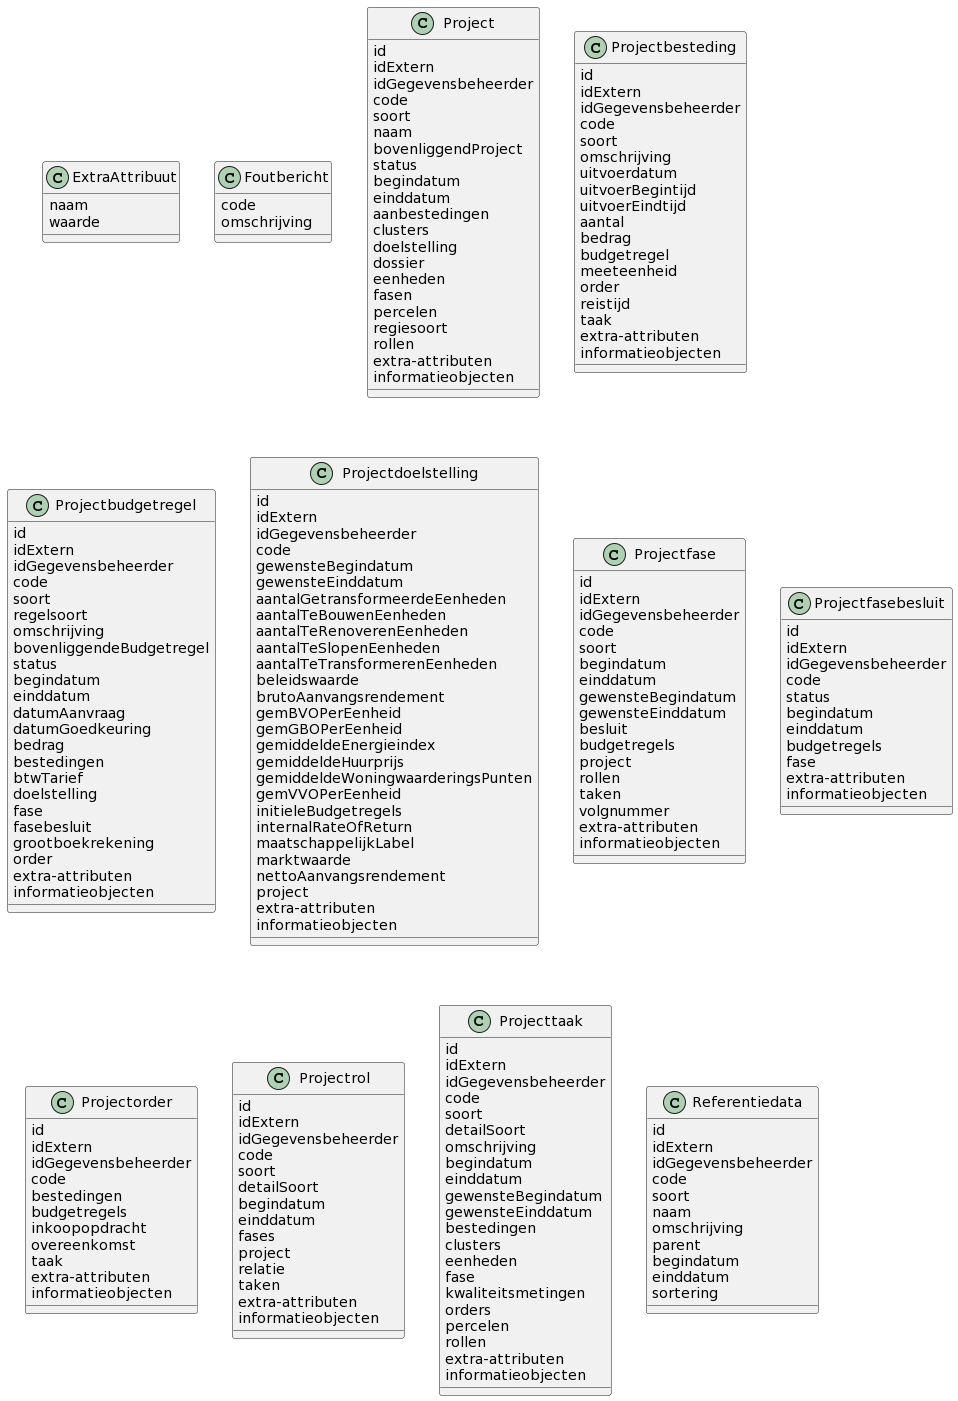 C ExtraAttribuut
naam
waarde
C Foutbericht
code
omschrijving
C Project
id
idExtern
idGegevensbeheerder
code
soort
naam
bovenliggendProject
status
begindatum
einddatum
aanbestedingen
clusters
doelstelling
dossier
eenheden
fasen
percelen
regiesoort
rollen
extra-attributen
informatieobjecten
C Projectbesteding
id
idExtern
idGegevensbeheerder
code
soort
omschrijving
uitvoerdatum
uitvoerBegintijd
uitvoerEindtijd
aantal
bedrag
budgetregel
meeteenheid
order
reistijd
taak
extra-attributen
informatieobjecten
C Projectbudgetregel
id
idExtern
idGegevensbeheerder
code
soort
regelsoort
omschrijving
bovenliggendeBudgetregel
status
begindatum
einddatum
datumAanvraag
datumGoedkeuring
bedrag
bestedingen
btwTarief
doelstelling
fase
fasebesluit
grootboekrekening
order
extra-attributen
informatieobjecten
C Projectdoelstelling
id
idExtern
idGegevensbeheerder
code
gewensteBegindatum
gewensteEinddatum
aantalGetransformeerdeEenheden
aantalTeBouwenEenheden
aantalTeRenoverenEenheden
aantalTeSlopenEenheden
aantalTeTransformerenEenheden
beleidswaarde
brutoAanvangsrendement
gemBVOPerEenheid
gemGBOPerEenheid
gemiddeldeEnergieindex
gemiddeldeHuurprijs
gemiddeldeWoningwaarderingsPunten
gemVVOPerEenheid
initieleBudgetregels
internalRateOfReturn
maatschappelijkLabel
marktwaarde
nettoAanvangsrendement
project
extra-attributen
informatieobjecten
C Projectfase
id
idExtern
idGegevensbeheerder
code
soort
begindatum
einddatum
gewensteBegindatum
gewensteEinddatum
besluit
budgetregels
project
rollen
taken
volgnummer
extra-attributen
informatieobjecten
C Projectfasebesluit
id
idExtern
idGegevensbeheerder
code
status
begindatum
einddatum
budgetregels
fase
extra-attributen
informatieobjecten
C Projectorder
id
idExtern
idGegevensbeheerder
code
bestedingen
budgetregels
inkoopopdracht
overeenkomst
taak
extra-attributen
informatieobjecten
C Projectrol
id
idExtern
idGegevensbeheerder
code
soort
detailSoort
begindatum
einddatum
fases
project
relatie
taken
extra-attributen
informatieobjecten
C Projecttaak
id
idExtern
idGegevensbeheerder
code
soort
detailSoort
omschrijving
begindatum
einddatum
gewensteBegindatum
gewensteEinddatum
bestedingen
clusters
eenheden
fase
kwaliteitsmetingen
orders
percelen
rollen
extra-attributen
informatieobjecten
C Referentiedata
id
idExtern
idGegevensbeheerder
code
soort
naam
omschrijving
parent
begindatum
einddatum
sortering